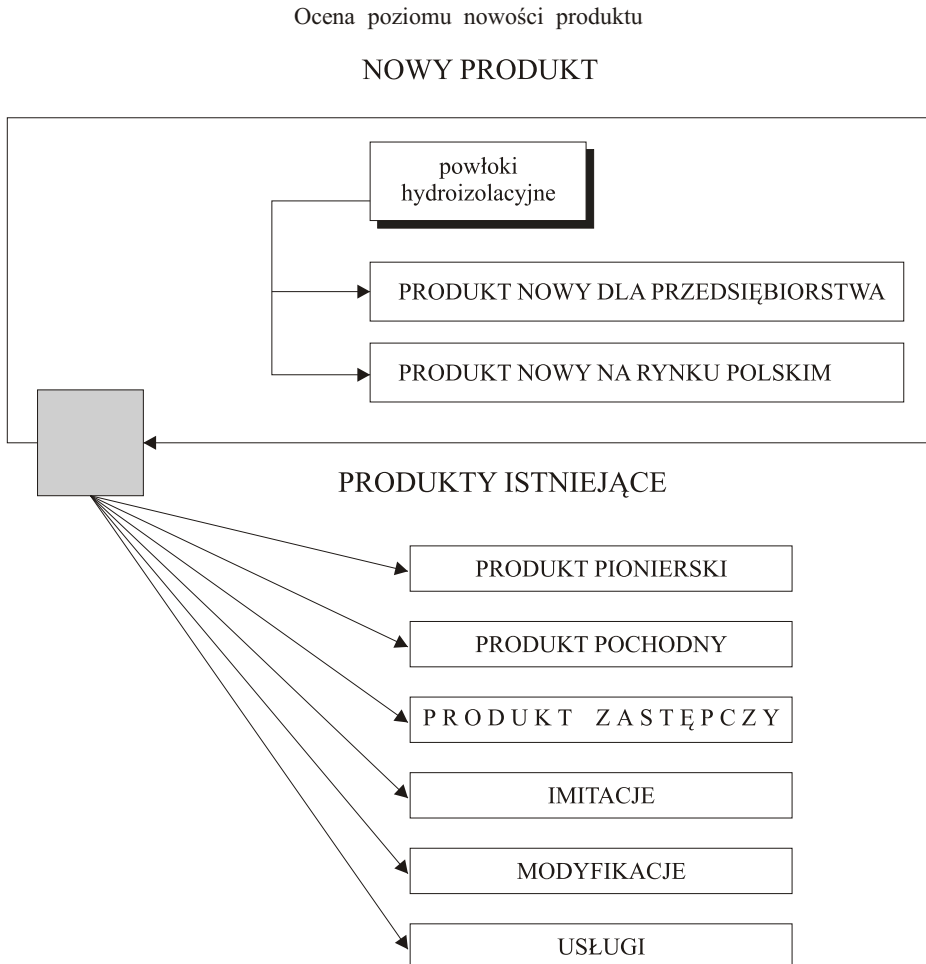 Ocena poziomu nowości produktu
NOWY PRODUKT
powłoki
hydroizolacyjne
PRODUKT NOWY DLA PRZEDSIĘBIORSTWA
PRODUKT NOWY NA RYNKU POLSKIM
PRODUKTY ISTNIEJĄCE
PRODUKT PIONIERSKI
PRODUKT POCHODNY
PRODUKT ZASTĘPCZY
IMITACJE
MODYFIKACJE
USŁUGI